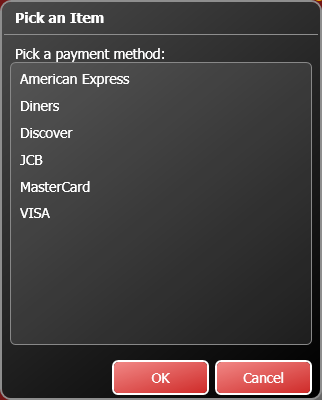 Pick an Item
Pick a payment method:
American Express
Diners
Discover
JCB
MasterCard
VISA
OK
Cancel